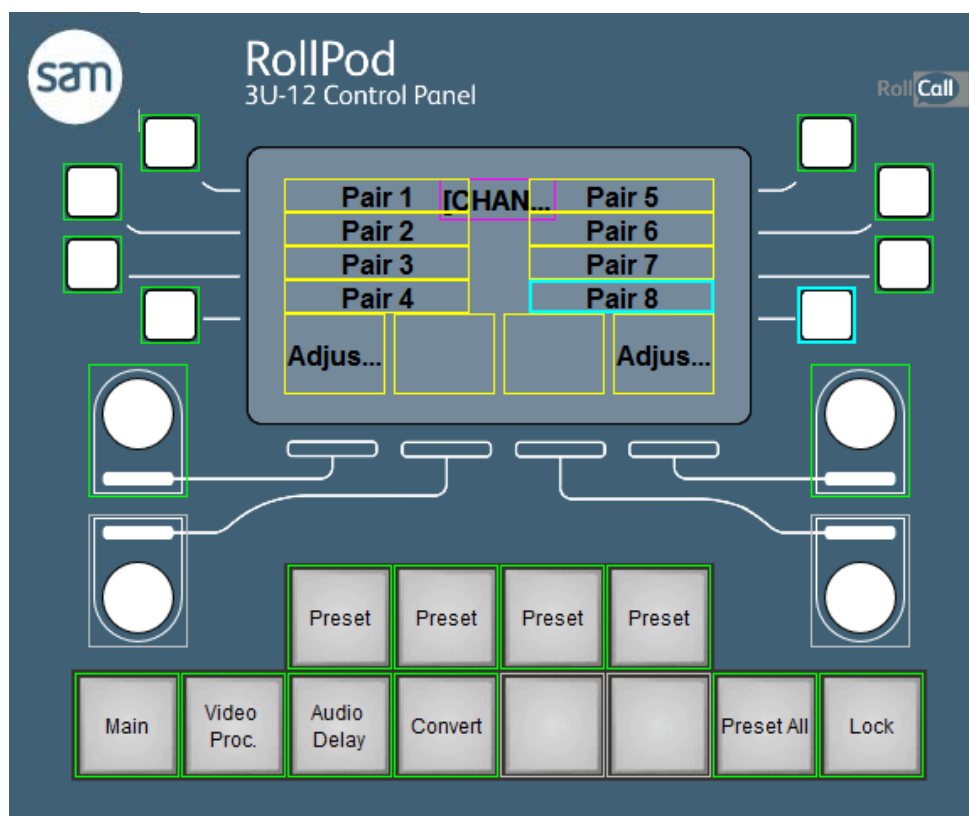 sam
RollPod
3U-12 Control Panel
RollCall
Pair 1 [CHAN... Pair 5
Pair 2 Pair 6
Pair 3 Pair 7
Pair 4 Pair 8
Adjus... Adjus...
Preset Preset Preset Preset
Main Video Proc. Audio Delay Convert Preset All Lock